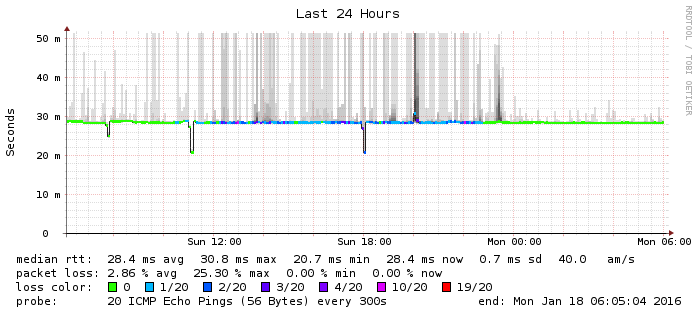 Last 24 Hours
RRDTOOL / TOBI OETIKER
Seconds
50 m
40 m
30 m
20 m
10 m
0
Sun 12:00 Sun 18:00 Mon 00:00 Mon 06:00
median rtt: 28.4 ms avg 30.8 ms max 20.7 ms min 28.4 ms now 0.7 ms sd 40.0 am/s
packet loss: 2.86 % avg 25.30 % max 0.00 % min 0.00 % now
loss color: 0 1/20 2/20 3/20 4/20 10/20 19/20
probe: 20 ICMP Echo Pings (56 Bytes) every 300s end: Mon Jan 18 06:05:04 2016